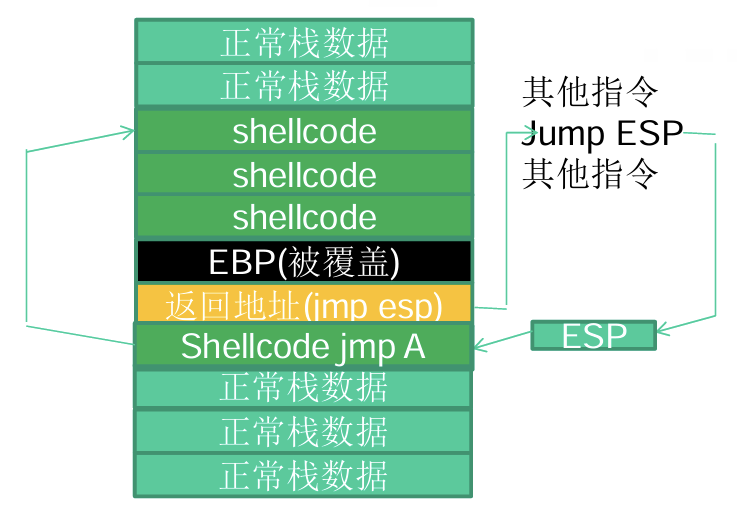 正常栈数据
正常栈数据
shellcode
shellcode
shellcode
EBP(被覆盖)
返回地址(jmp esp)
Shellcode jmp A
正常栈数据
正常栈数据
正常栈数据
其他指令
Jump ESP
其他指令
ESP